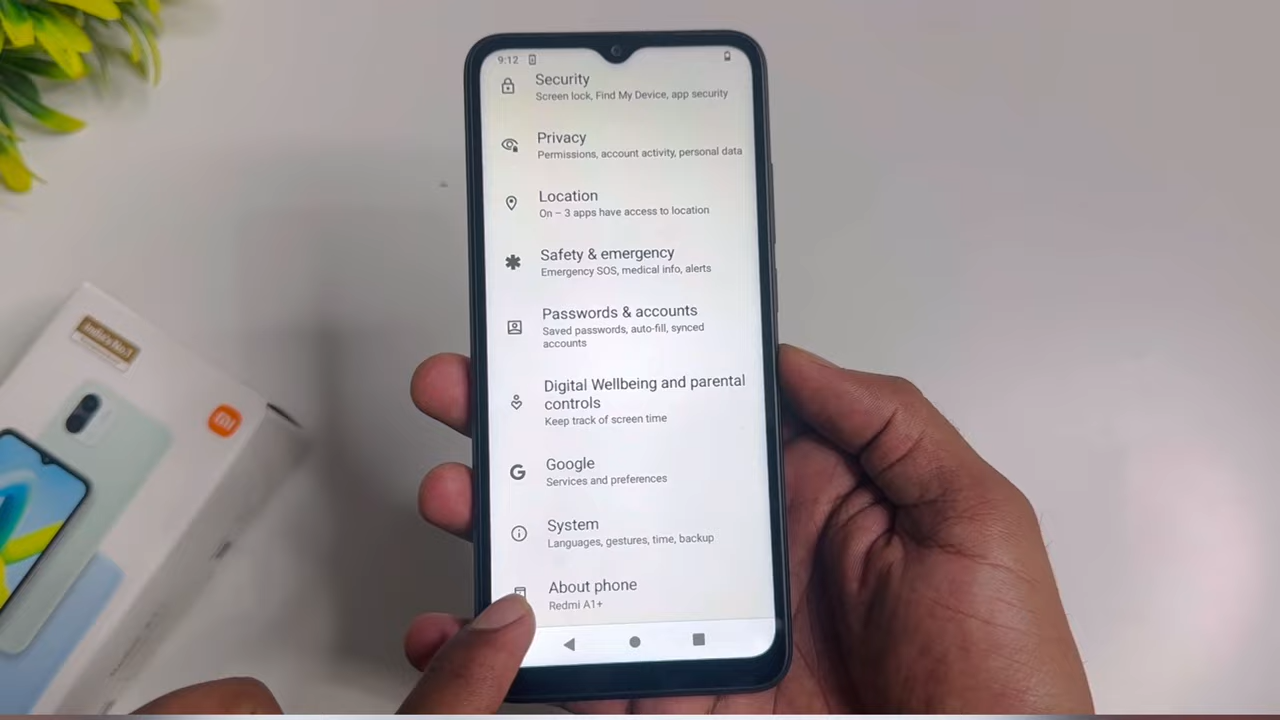 9:12
Security
Screen lock, Find My Device, app security
Privacy
Permissions, account activity, personal data
Location
On – 3 apps have access to location
Safety & emergency
Emergency SOS, medical info, alerts
Passwords & accounts
Saved passwords, auto-fill, synced
accounts
Digital Wellbeing and parental
controls
Keep track of screen time
Google
Services and preferences
System
Languages, gestures, time, backup
About phone
Redmi A1+
India's No.1